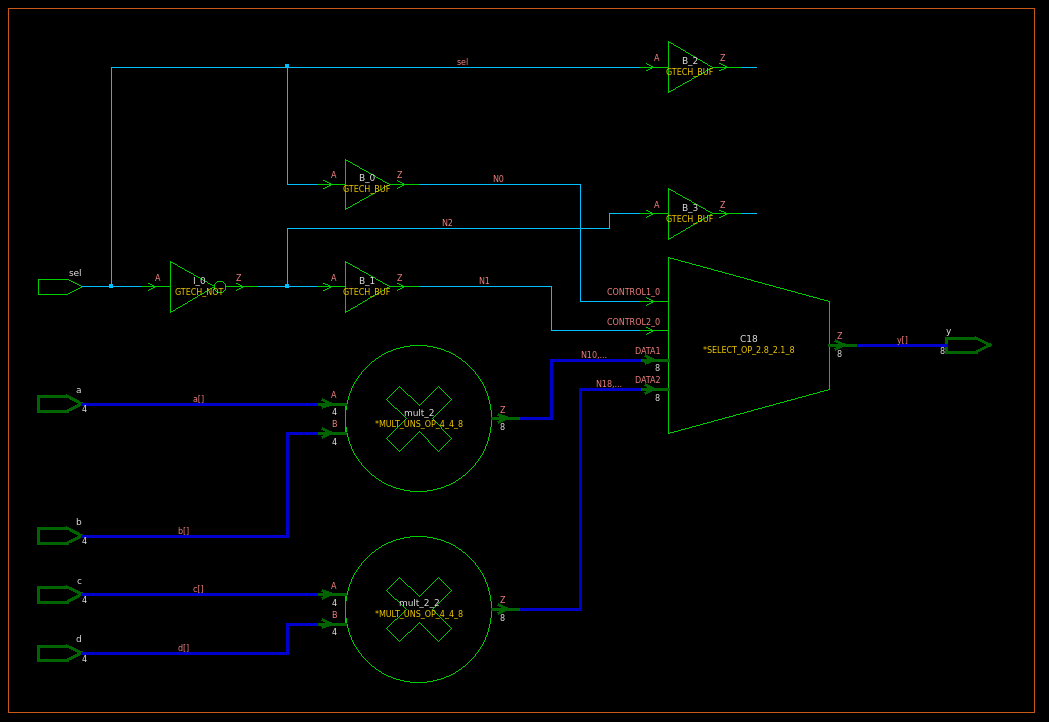 sel
A
B_2
GTECH_BUF
Z
A
B_0
GTECH_BUF
Z
N0
A
B_3
GTECH_BUF
Z
N2
sel
A
I_0
GTECH_NOT
Z
A
B_1
GTECH_BUF
Z
N1
CONTROL1_0
CONTROL2_0
DATA1
8
DATA2
8
C18
*SELECT_OP_2.8_2.1_8
Z
8
y[]
y
8
N10,...
N18,...
a
4
a[]
A
4
B
4
mult_2
*MULT_UNS_OP_4_4_8
Z
8
b
4
b[]
c
4
c[]
A
4
B
4
mult_2_2
*MULT_UNS_OP_4_4_8
Z
8
d
4
d[]